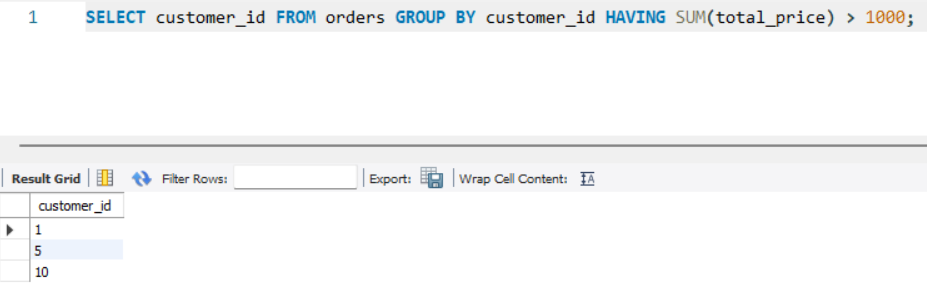 1 SELECT customer_id FROM orders GROUP BY customer_id HAVING SUM(total_price) > 1000;
Result Grid Filter Rows: Export: Wrap Cell Content: IA
customer_id
1
5
10